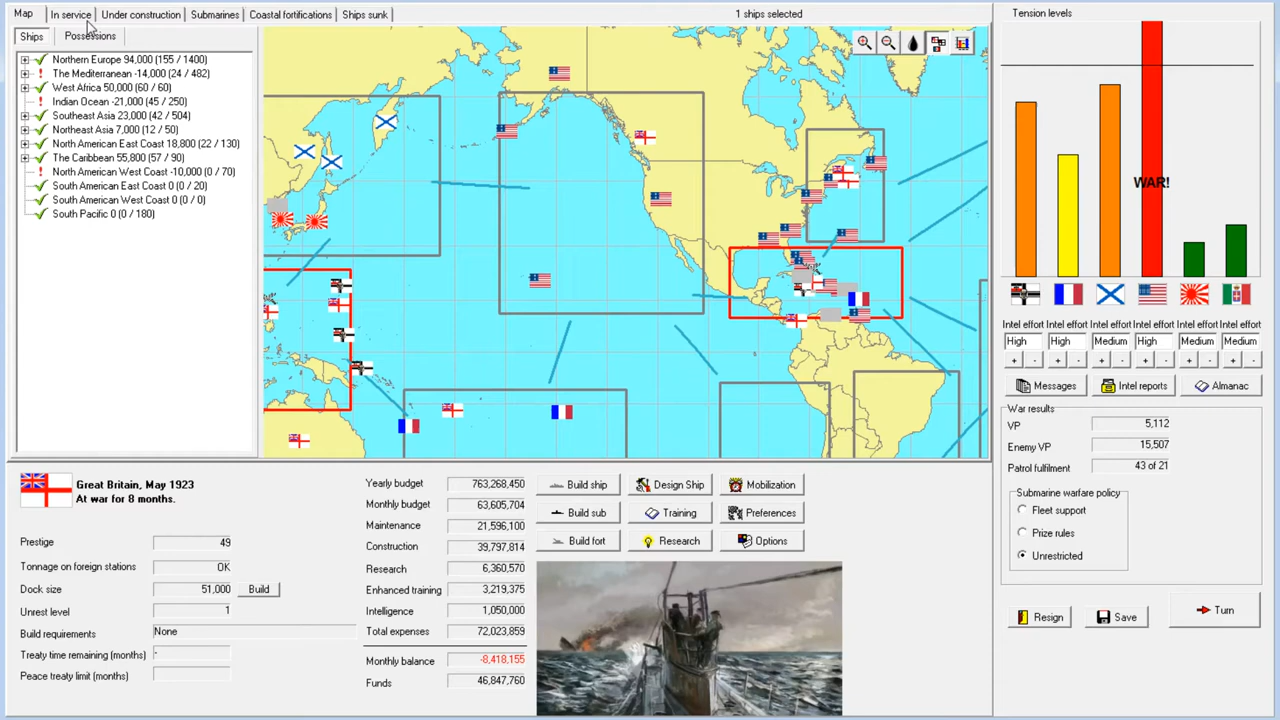 Map
In service
Under construction
Submarines
Coastal fortifications
Ships sunk
1 ships selected
Ships
Possessions
Northern Europe 94,000 (155 / 1400)
The Mediterranean -14,000 (24 / 482)
West Africa 50,000 (60 / 60)
Indian Ocean -21,000 (45 / 250)
Southeast Asia 23,000 (42 / 504)
Northeast Asia 7,000 (12 / 50)
North American East Coast 18,800 (22 / 130)
The Caribbean 55,800 (57 / 90)
North American West Coast -10,000 (0 / 70)
South American East Coast 0 (0 / 20)
South American West Coast 0 (0 / 0)
South Pacific 0 (0 / 180)
Tension levels
WAR!
Intel effort Intel effort Intel effort Intel effort Intel effort Intel effort
High High Medium High Medium Medium
+ - + - + - + - + - + -
Messages
Intel reports
Almanac
War results
VP 5,112
Enemy VP 15,507
Patrol fulfilment 43 of 21
Submarine warfare policy
Fleet support
Prize rules
Unrestricted
Resign
Save
Turn
Great Britain, May 1923
At war for 8 months.
Prestige 49
Tonnage on foreign stations OK
Dock size 51,000 Build
Unrest level 1
Build requirements None
Treaty time remaining (months) -
Peace treaty limit (months)
Yearly budget 763,268,450
Monthly budget 63,605,704
Maintenance 21,596,100
Construction 39,797,814
Research 6,360,570
Enhanced training 3,219,375
Intelligence 1,050,000
Total expenses 72,023,859
Monthly balance -8,418,155
Funds 46,847,760
Build ship
Design Ship
Mobilization
Build sub
Training
Preferences
Build fort
Research
Options